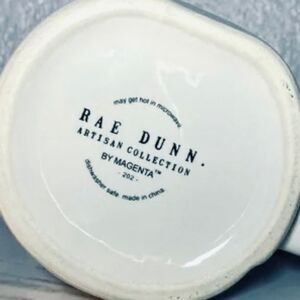 may get hot in microwave.
RAE DUNN.
ARTISAN COLLECTION
BY MAGENTA™
- 202 -
dishwasher safe. made in china.